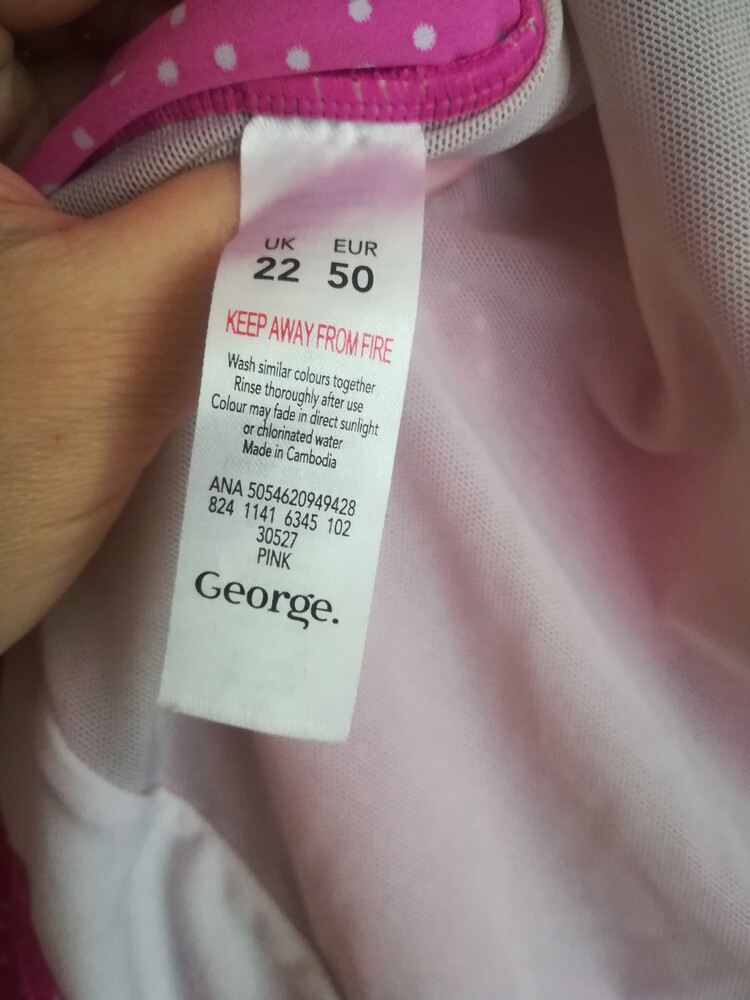 UK EUR
22 50
KEEP AWAY FROM FIRE
Wash similar colours together
Rinse thoroughly after use
Colour may fade in direct sunlight
or chlorinated water
Made in Cambodia
ANA 5054620949428
824 1141 6345 102
30527
PINK
George.